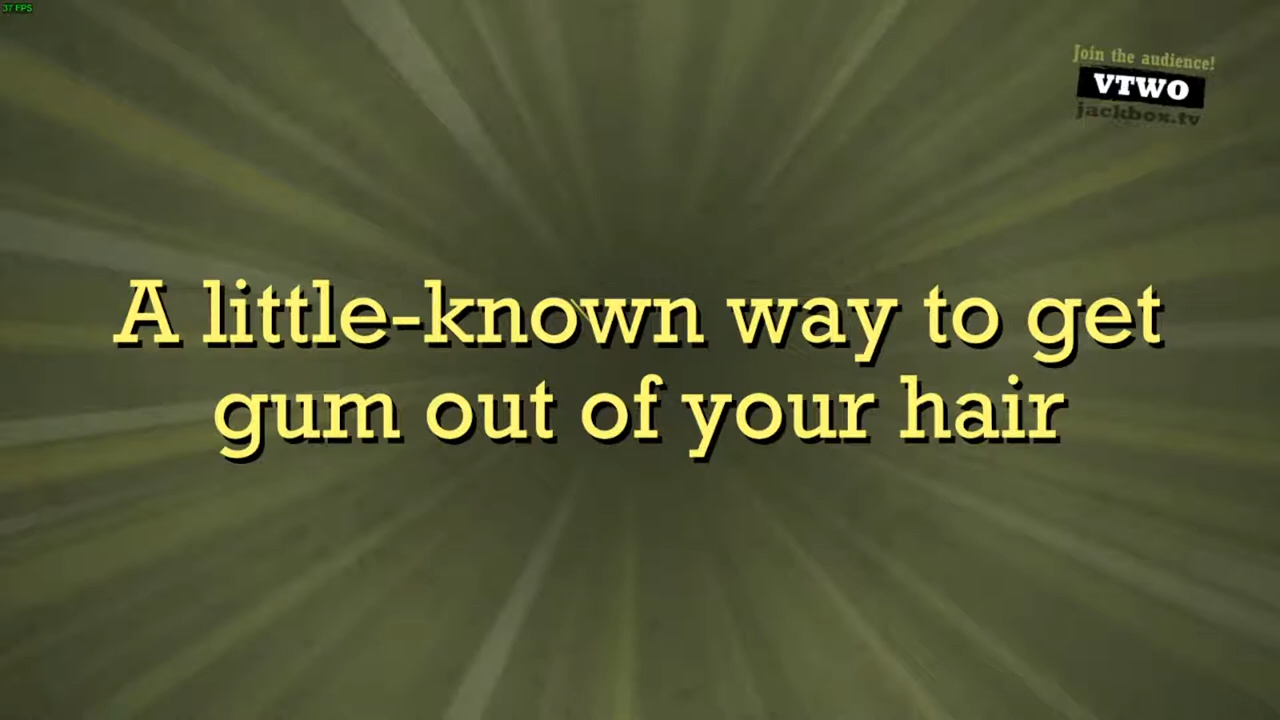 37 FPS
Join the audience!
VTWO
jackbox.tv
A little-known way to get
gum out of your hair